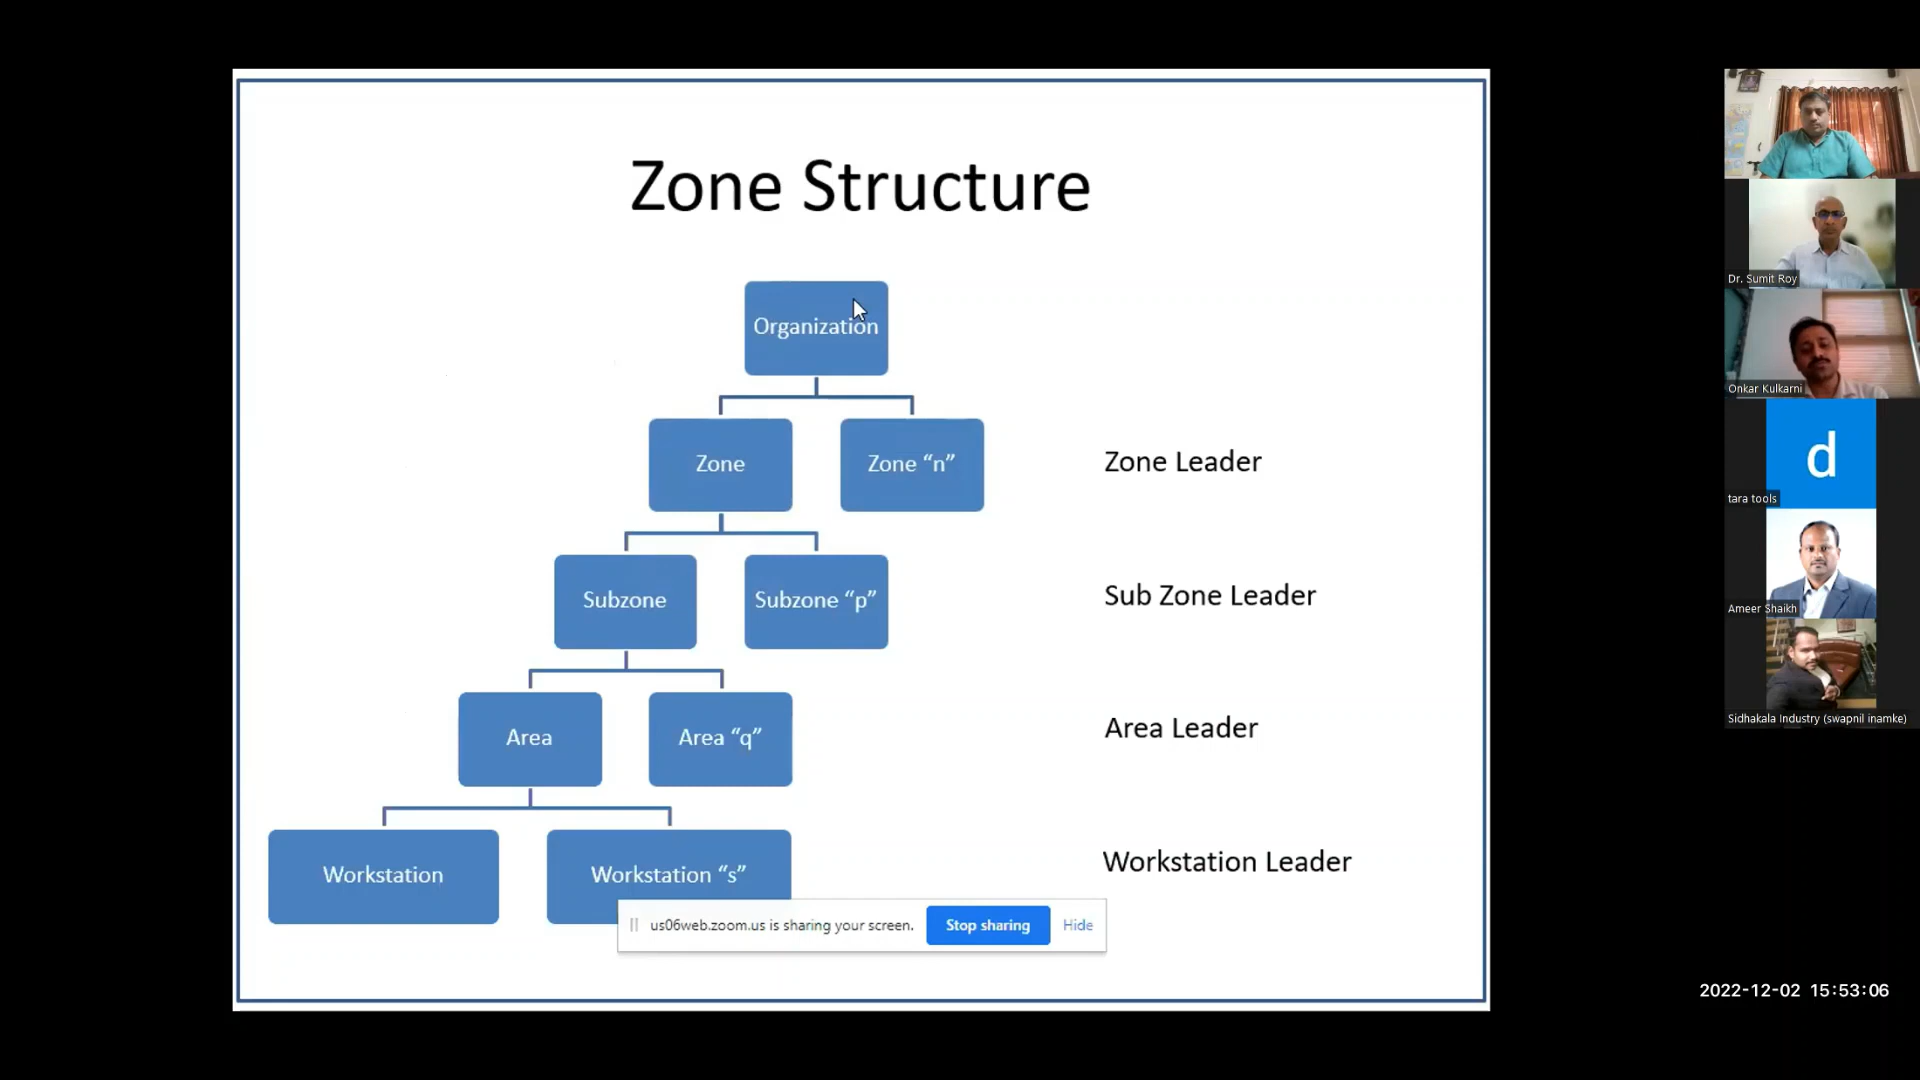 Zone Structure
Organization
Zone
Zone “n”
Zone Leader
Subzone
Subzone “p”
Sub Zone Leader
Area
Area “q”
Area Leader
Workstation
Workstation “s”
Workstation Leader
us06web.zoom.us is sharing your screen.
Stop sharing
Hide
Dr. Sumit Roy
Onkar Kulkarni
d
tara tools
Ameer Shaikh
Sidhakala Industry (swapnil inamke)
2022-12-02 15:53:06